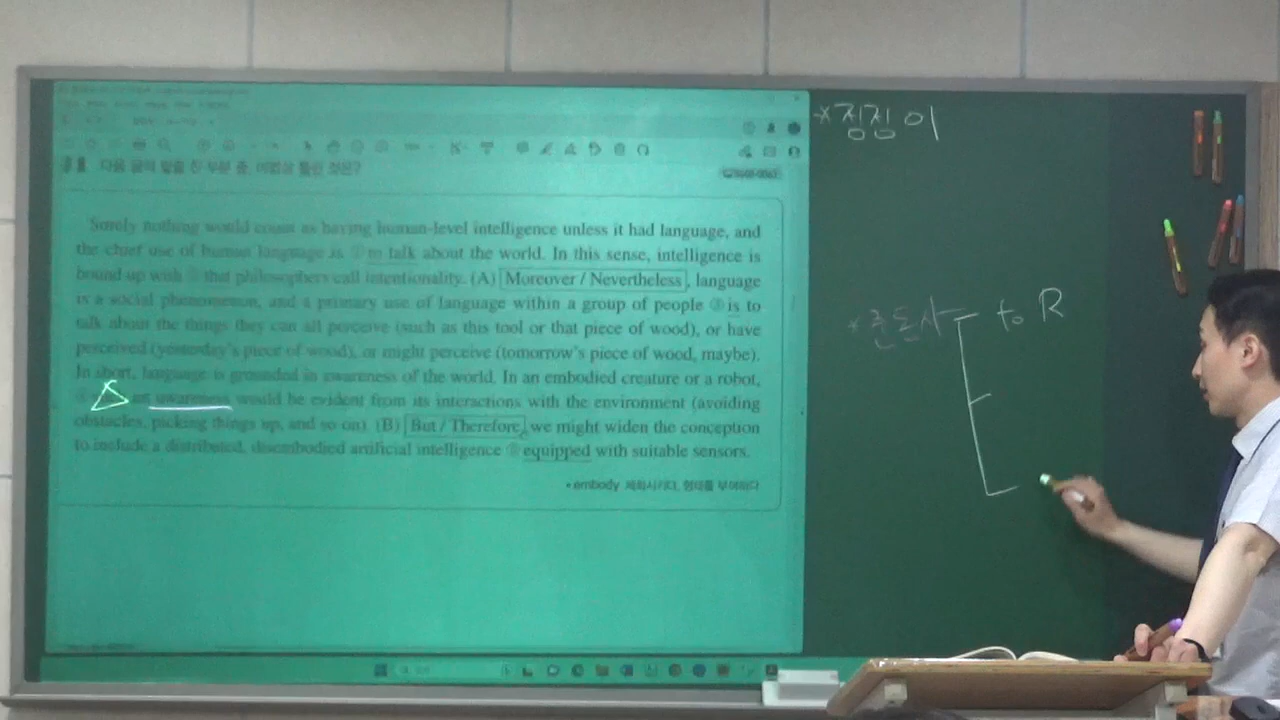 다음 글의 밑줄 친 부분 중, 어법상 틀린 것은?
Surely nothing would count as having human-level intelligence unless it had language, and
the chief use of human language is ① to talk about the world. In this sense, intelligence is
bound up with ② that philosophers call intentionality. (A) Moreover / Nevertheless, language
is a social phenomenon, and a primary use of language within a group of people ③ is to
talk about the things they can all perceive (such as this tool or that piece of wood), or have
perceived (yesterday's piece of wood), or might perceive (tomorrow's piece of wood, maybe).
In short, language is grounded in awareness of the world. In an embodied creature or a robot,
an awareness would be evident from its interactions with the environment (avoiding
obstacles, picking things up, and so on). (B) But / Therefore, we might widen the conception
to include a distributed, disembodied artificial intelligence ⑤ equipped with suitable sensors.
* embody 구체화하다, 형태를 부여하다
*징징이
*준동사
to R